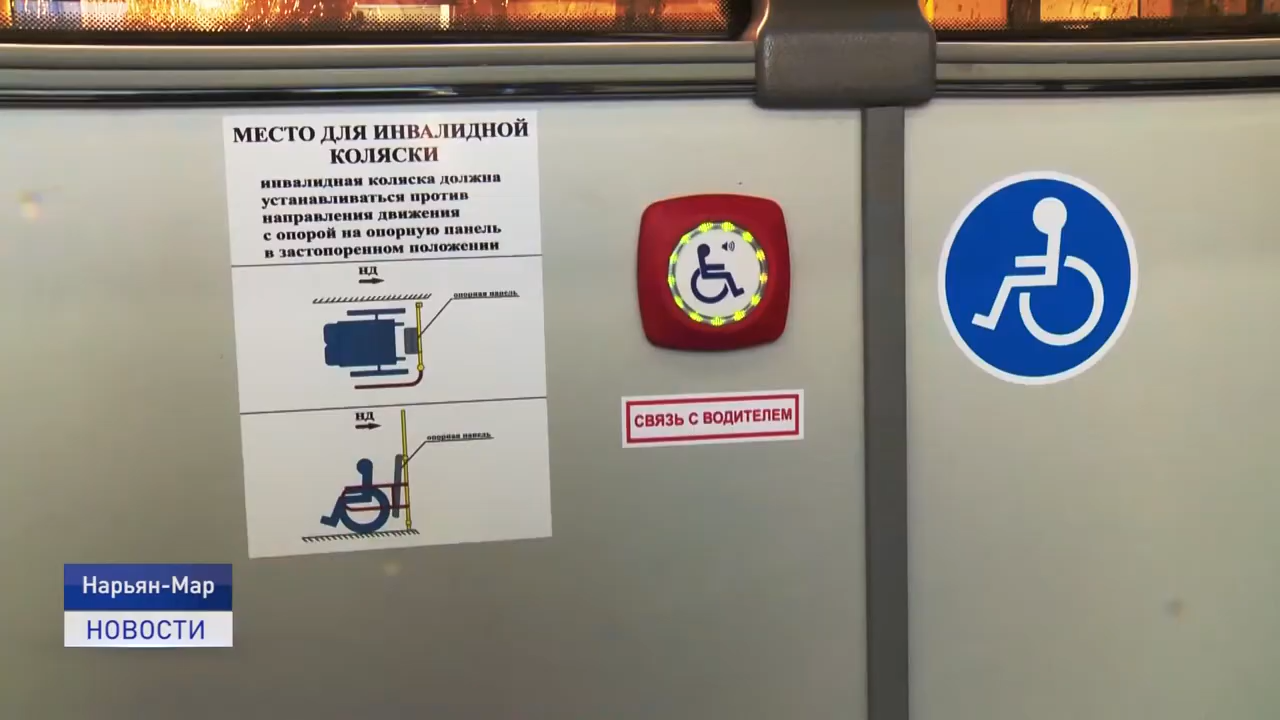 МЕСТО ДЛЯ ИНВАЛИДНОЙ
КОЛЯСКИ
инвалидная коляска должна
устанавливаться против
направления движения
с опорой на опорную панель
в застопоренном положении
НД
опорная панель
НД
опорная панель
СВЯЗЬ С ВОДИТЕЛЕМ
Нарьян-Мар
НОВОСТИ